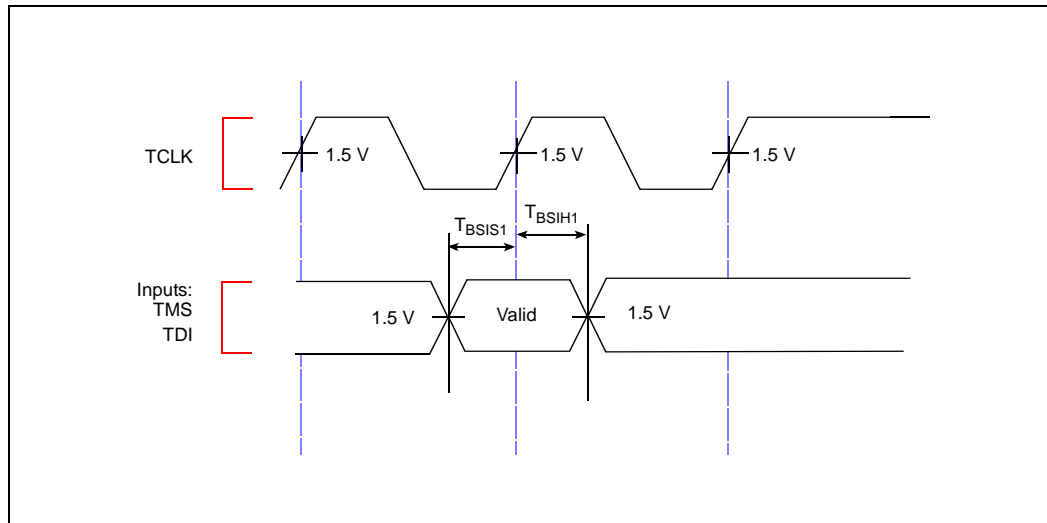 TCLK
1.5 V
1.5 V
1.5 V
TBSIS1
TBSIH1
Inputs:
TMS
TDI
1.5 V
Valid
1.5 V